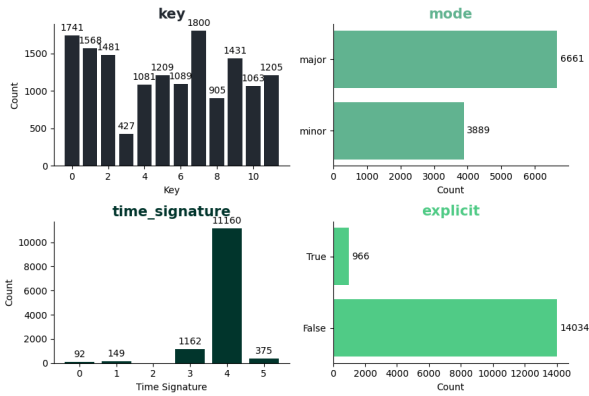 key
1741
1568
1481
427
1081
1209
1089
1800
905
1431
1063
1205
1500
1000
500
0
Count
0 2 4 6 8 10
Key
mode
major
6661
minor
3889
0 1000 2000 3000 4000 5000 6000
Count
time_signature
92
149
1162
11160
375
10000
8000
6000
4000
2000
0
Count
0 1 2 3 4 5
Time Signature
explicit
True
966
False
14034
0 2000 4000 6000 8000 10000 12000 14000
Count